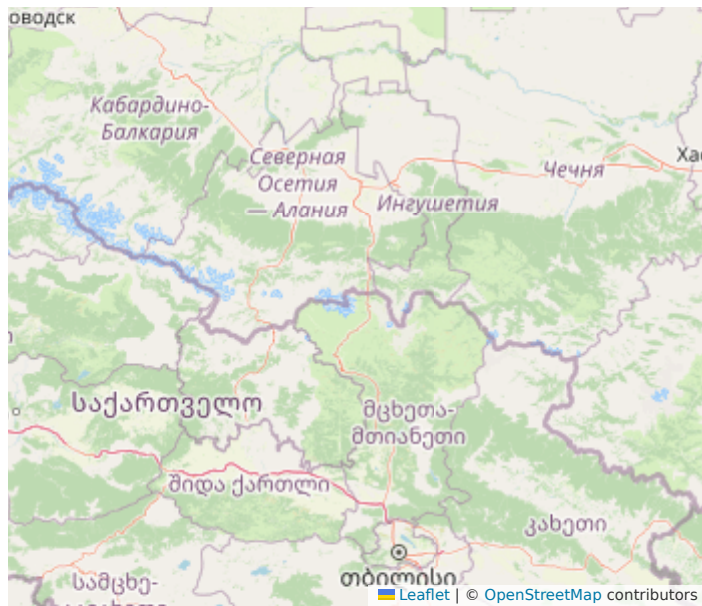 оводск
Кабардино-
Балкария
Северная
Осетия
— Алания
Чечня
Ха
Ингушетия
საქართველო
მცხეთა-
მთიანეთი
შიდა ქართლი
კახეთი
თბილისი
სამცხე-
Leaflet | © OpenStreetMap contributors